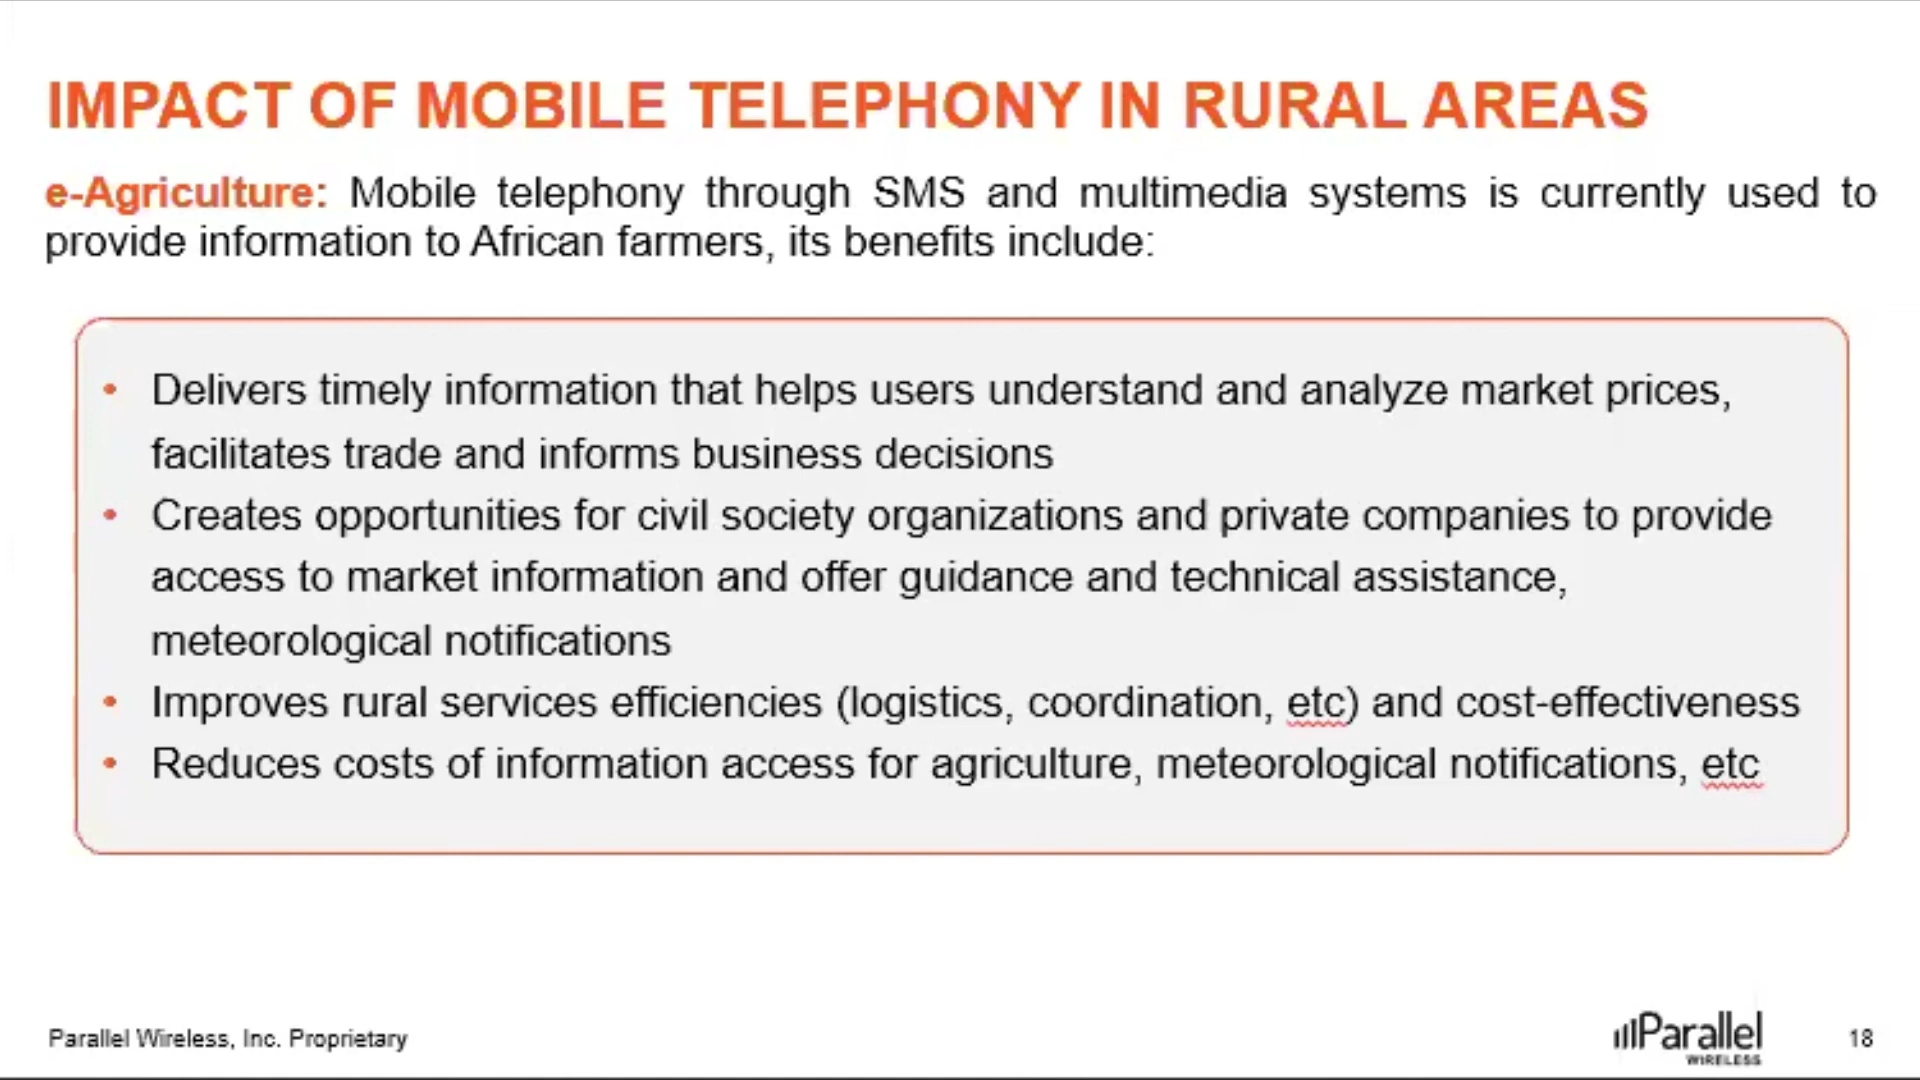 IMPACT OF MOBILE TELEPHONY IN RURAL AREAS
e-Agriculture: Mobile telephony through SMS and multimedia systems is currently used to
provide information to African farmers, its benefits include:
• Delivers timely information that helps users understand and analyze market prices,
facilitates trade and informs business decisions
• Creates opportunities for civil society organizations and private companies to provide
access to market information and offer guidance and technical assistance,
meteorological notifications
• Improves rural services efficiencies (logistics, coordination, etc) and cost-effectiveness
• Reduces costs of information access for agriculture, meteorological notifications, etc
Parallel Wireless, Inc. Proprietary
Parallel
WIRELESS
18